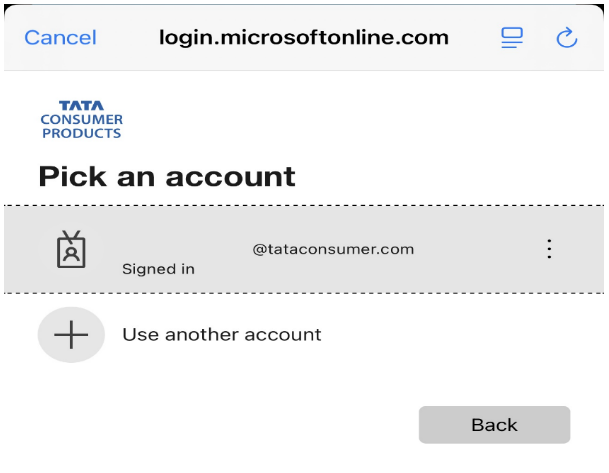 Cancel login.microsoftonline.com
TATA
CONSUMER
PRODUCTS
Pick an account
@tataconsumer.com
Signed in
Use another account
Back